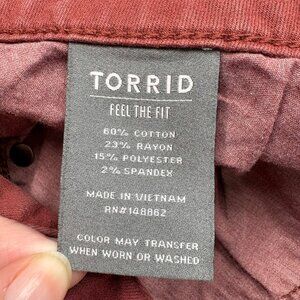 TORRID
FEEL THE FIT
60% COTTON
23% RAYON
15% POLYESTER
2% SPANDEX
MADE IN VIETNAM
RN#148862
COLOR MAY TRANSFER
WHEN WORN OR WASHED